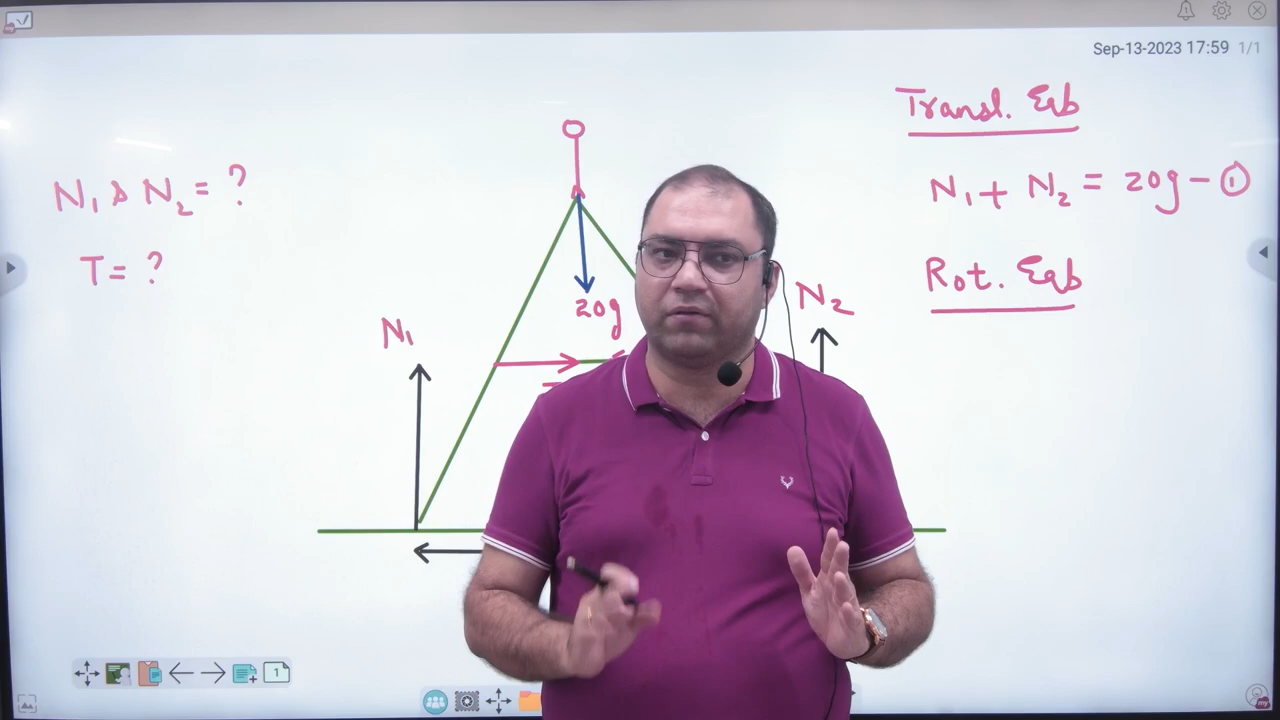 Sep-13-2023 17:59 1/1
Transl. Eqb
N₁ & N₂ = ?
N₁ + N₂ = 20g - ①
T = ?
Rot. Eqb
20g
N₂
N₁
1